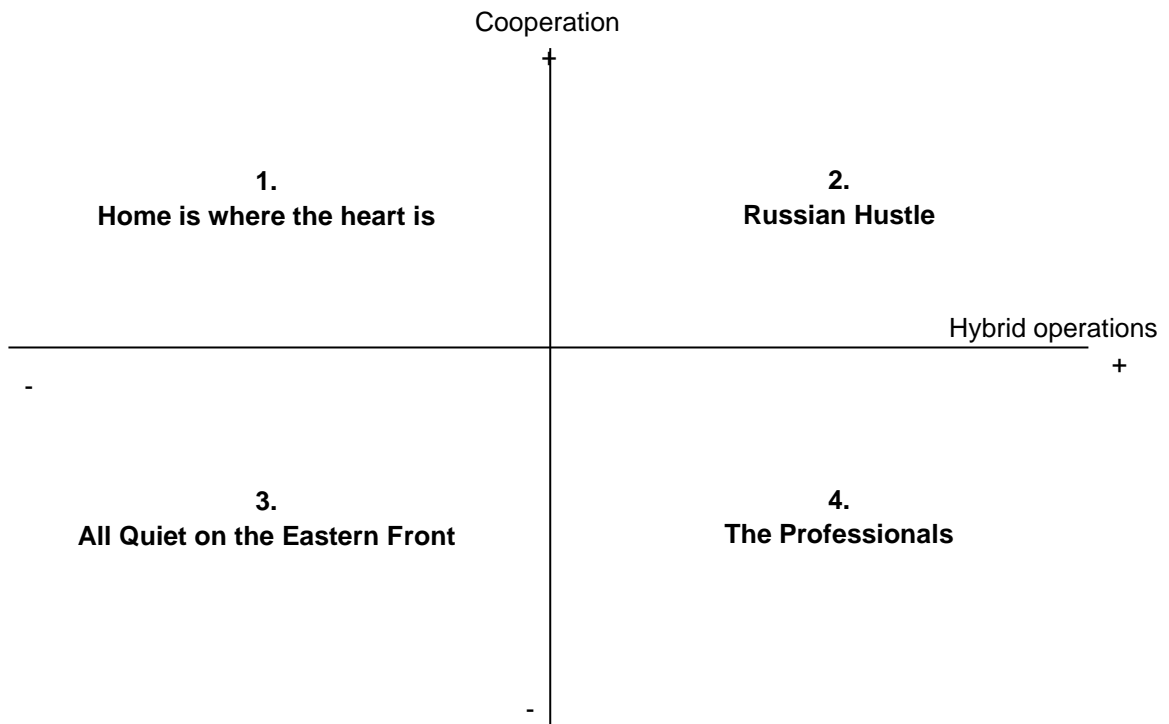 Cooperation
+
1.
Home is where the heart is
2.
Russian Hustle
Hybrid operations
+
-
3.
All Quiet on the Eastern Front
4.
The Professionals
-